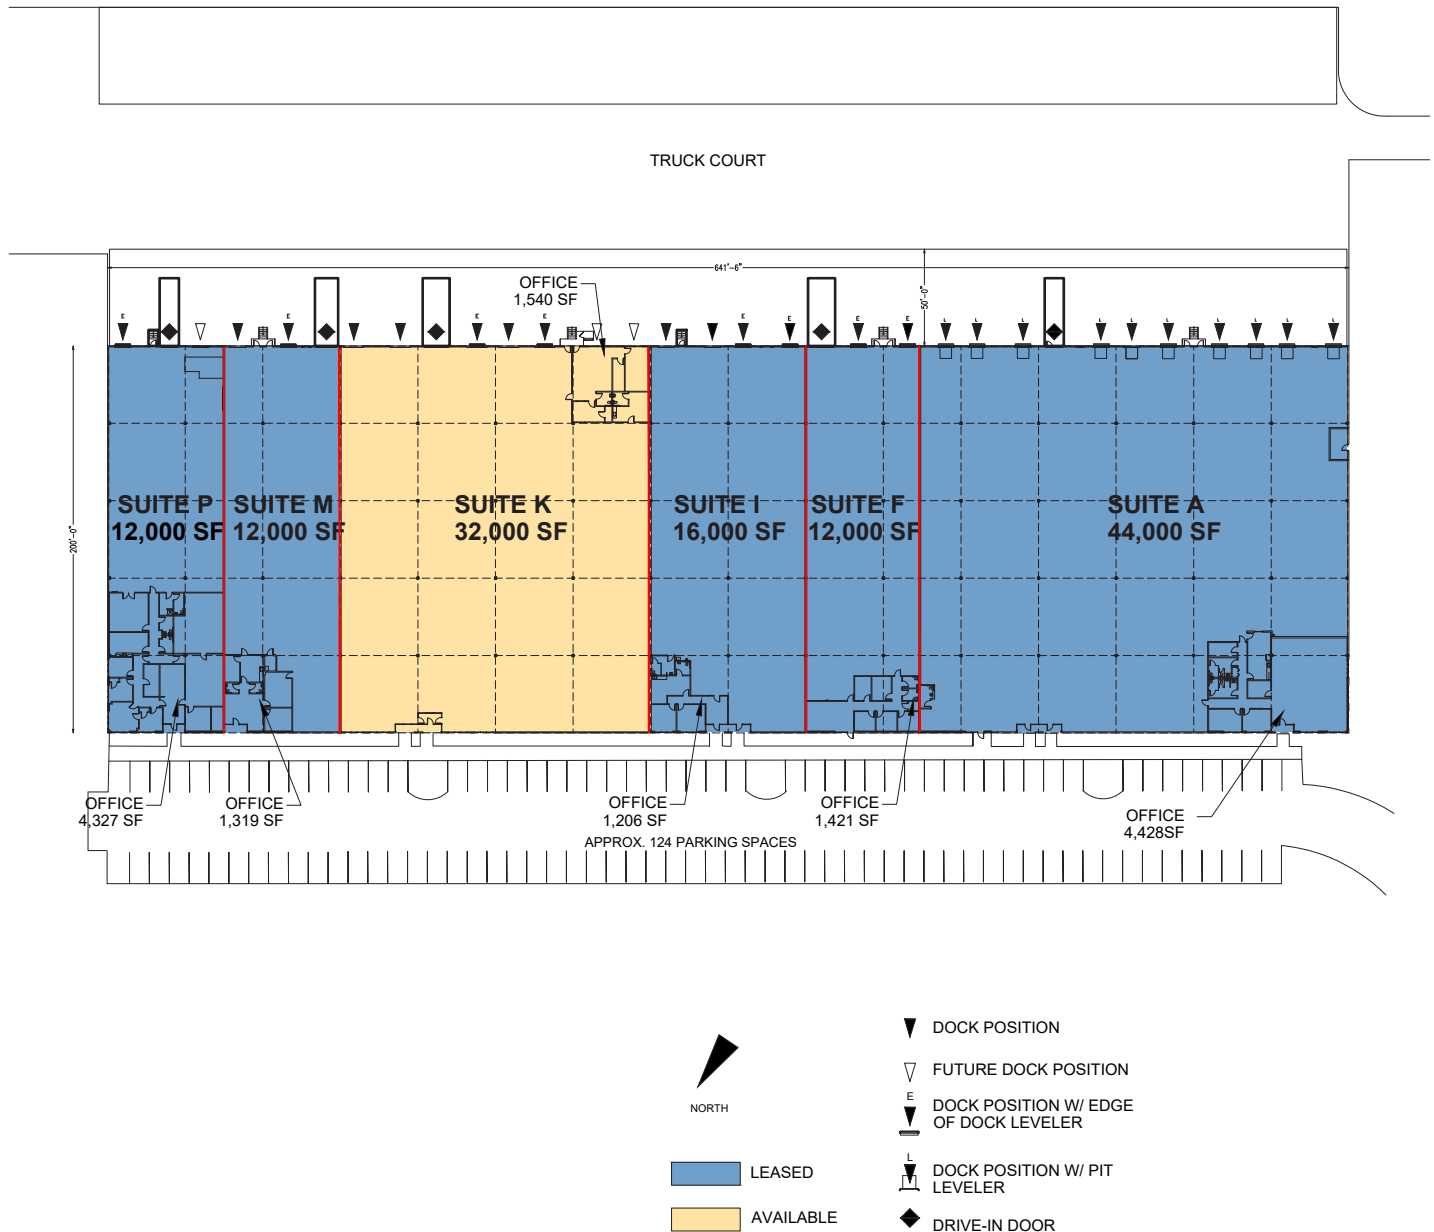 TRUCK COURT
641'-6"
50'-0"
OFFICE
1,540 SF
E
E
E
E
E
E
E
E
L
L
L
L
L
L
L
L
L
L
200'-0"
SUITE P
12,000 SF
SUITE M
12,000 SF
SUITE K
32,000 SF
SUITE I
16,000 SF
SUITE F
12,000 SF
SUITE A
44,000 SF
OFFICE
4,327 SF
OFFICE
1,319 SF
OFFICE
1,206 SF
OFFICE
1,421 SF
OFFICE
4,428SF
APPROX. 124 PARKING SPACES
NORTH
LEASED
AVAILABLE
DOCK POSITION
FUTURE DOCK POSITION
E
DOCK POSITION W/ EDGE
OF DOCK LEVELER
L
DOCK POSITION W/ PIT
LEVELER
DRIVE-IN DOOR